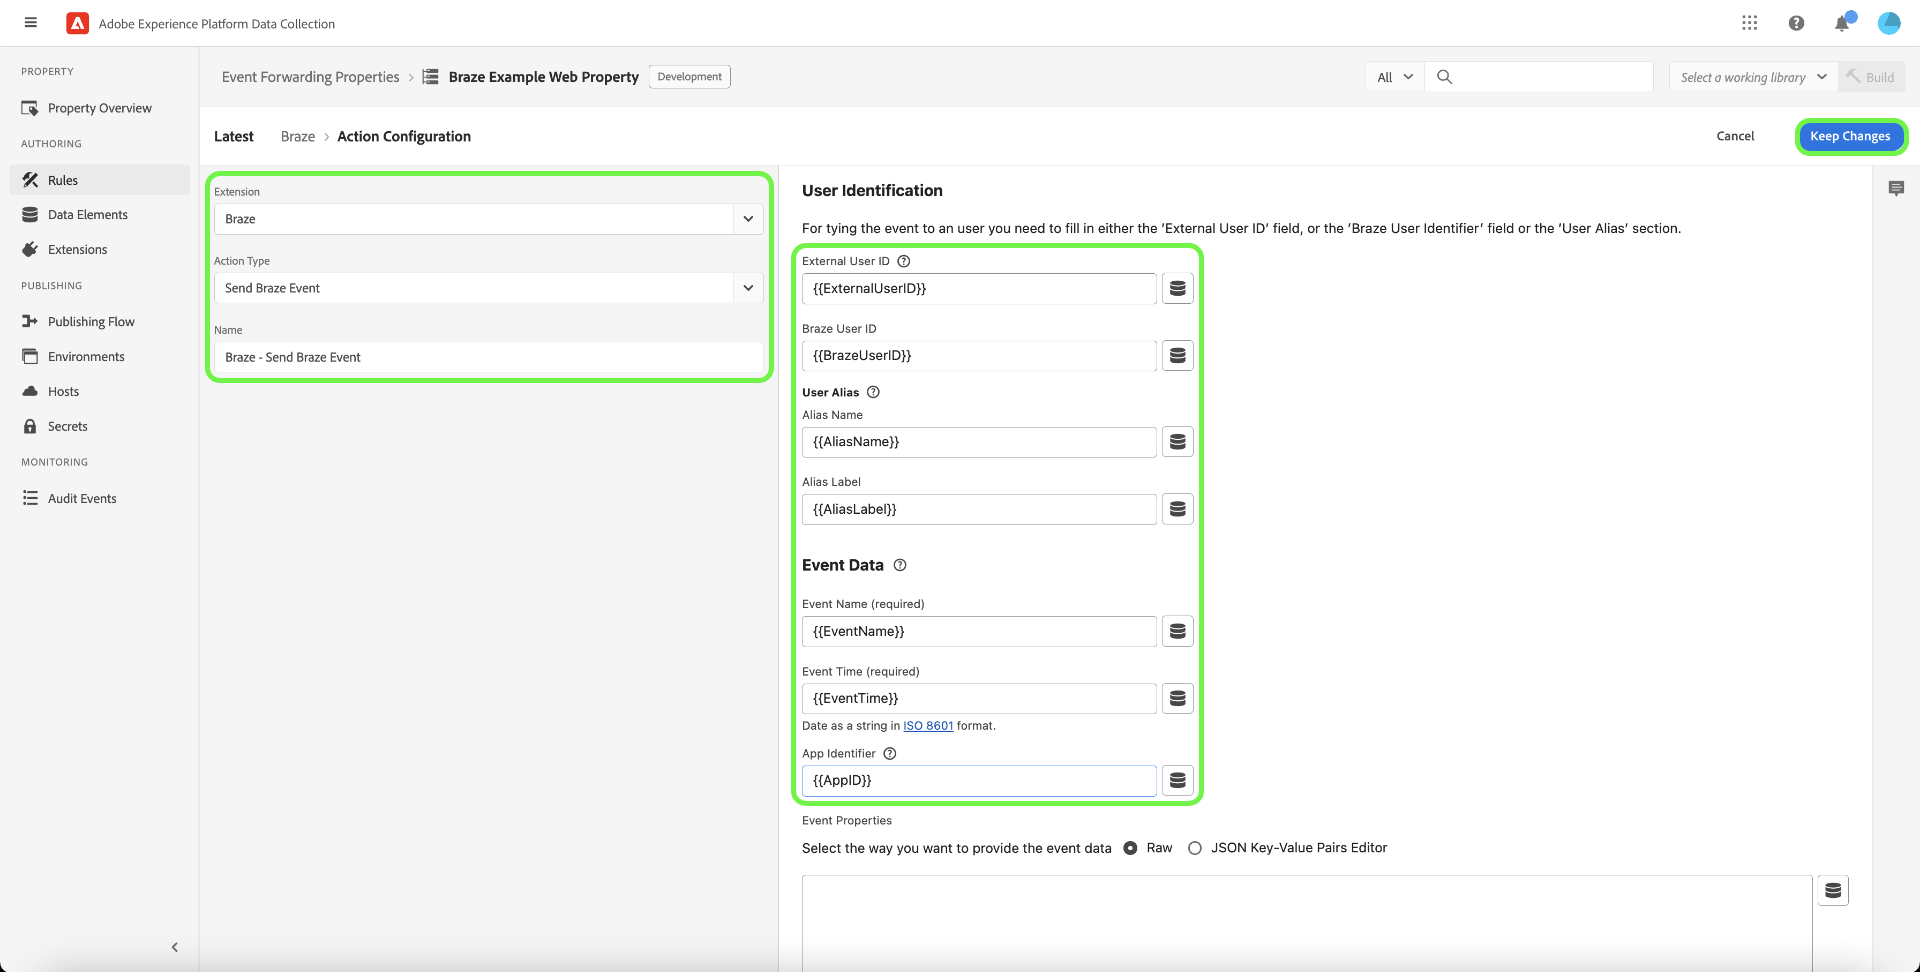 Adobe Experience Platform Data Collection
PROPERTY
Property Overview
AUTHORING
Rules
Data Elements
Extensions
PUBLISHING
Publishing Flow
Environments
Hosts
Secrets
MONITORING
Audit Events
Event Forwarding Properties > Braze Example Web Property Development
All
Select a working library
Build
Latest Braze > Action Configuration
Cancel
Keep Changes
Extension
Braze
Action Type
Send Braze Event
Name
Braze - Send Braze Event
User Identification
For tying the event to an user you need to fill in either the 'External User ID' field, or the 'Braze User Identifier' field or the 'User Alias' section.
External User ID
{{ExternalUserID}}
Braze User ID
{{BrazeUserID}}
User Alias
Alias Name
{{AliasName}}
Alias Label
{{AliasLabel}}
Event Data
Event Name (required)
{{EventName}}
Event Time (required)
{{EventTime}}
Date as a string in ISO 8601 format.
App Identifier
{{AppID}}
Event Properties
Select the way you want to provide the event data Raw JSON Key-Value Pairs Editor